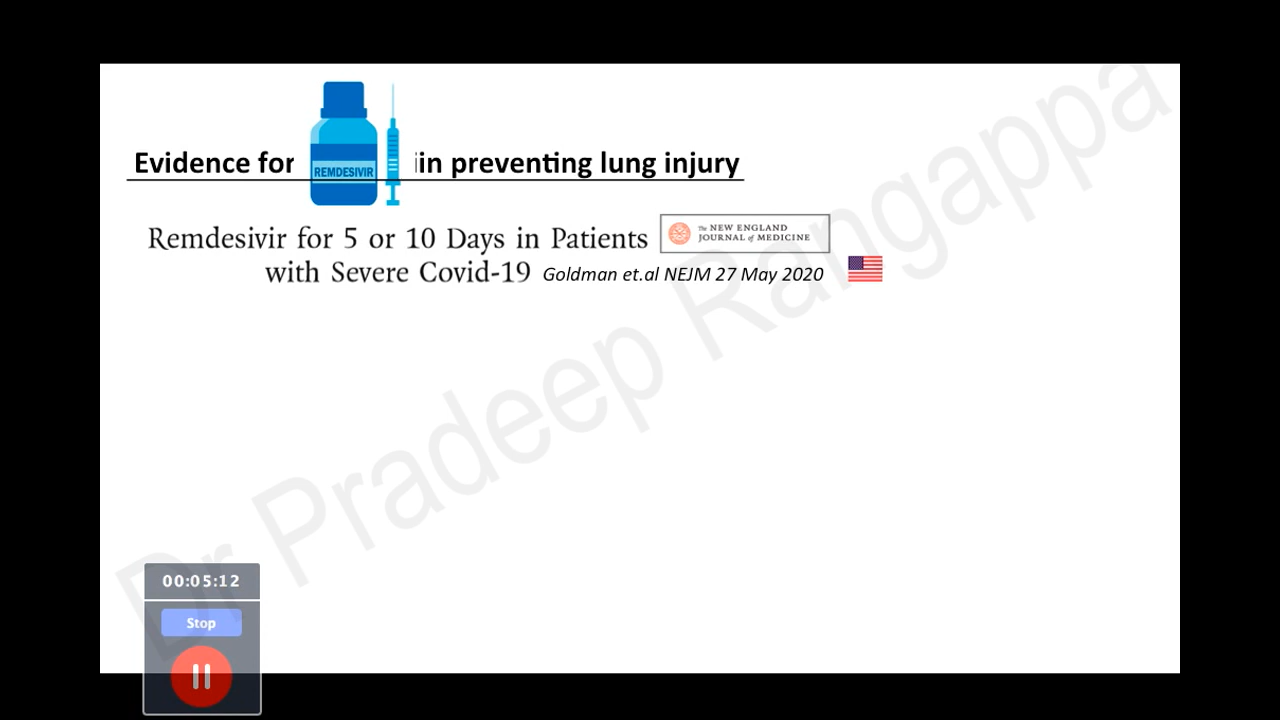 Evidence for REMDESIVIR iin preventing lung injury
Remdesivir for 5 or 10 Days in Patients
The NEW ENGLAND
JOURNAL of MEDICINE
with Severe Covid-19 Goldman et.al NEJM 27 May 2020
Dr Pradeep Rangappa
00:05:12
Stop